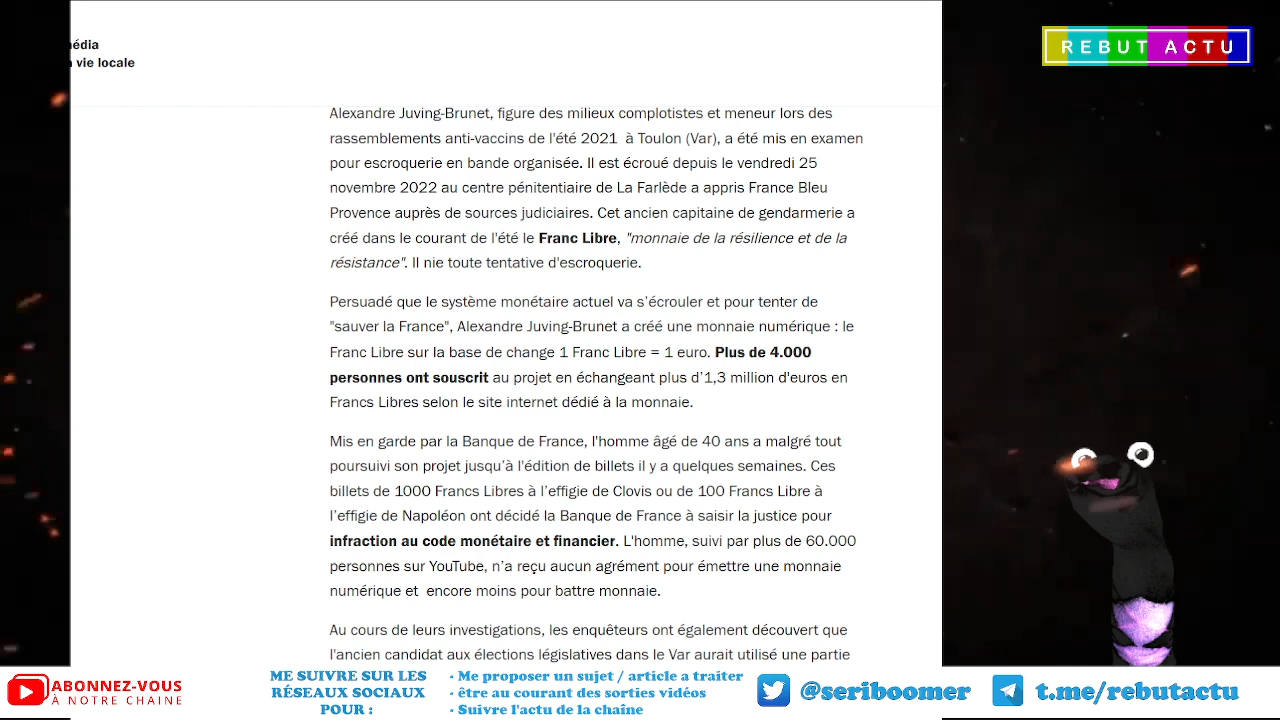 média
vie locale
REBUT ACTU
Alexandre Juving-Brunet, figure des milieux complotistes et meneur lors des
rassemblements anti-vaccins de l'été 2021 à Toulon (Var), a été mis en examen
pour escroquerie en bande organisée. Il est écroué depuis le vendredi 25
novembre 2022 au centre pénitentiaire de La Farlède a appris France Bleu
Provence auprès de sources judiciaires. Cet ancien capitaine de gendarmerie a
créé dans le courant de l'été le Franc Libre, "monnaie de la résilience et de la
résistance". Il nie toute tentative d'escroquerie.
Persuadé que le système monétaire actuel va s'écrouler et pour tenter de
"sauver la France", Alexandre Juving-Brunet a créé une monnaie numérique : le
Franc Libre sur la base de change 1 Franc Libre = 1 euro. Plus de 4.000
personnes ont souscrit au projet en échangeant plus d'1,3 million d'euros en
Francs Libres selon le site internet dédié à la monnaie.
Mis en garde par la Banque de France, l'homme âgé de 40 ans a malgré tout
poursuivi son projet jusqu'à l'édition de billets il y a quelques semaines. Ces
billets de 1000 Francs Libres à l'effigie de Clovis ou de 100 Francs Libre à
l'effigie de Napoléon ont décidé la Banque de France à saisir la justice pour
infraction au code monétaire et financier. L'homme, suivi par plus de 60.000
personnes sur YouTube, n'a reçu aucun agrément pour émettre une monnaie
numérique et encore moins pour battre monnaie.
Au cours de leurs investigations, les enquêteurs ont également découvert que
l'ancien candidat aux élections législatives dans le Var aurait utilisé une partie
ABONNEZ-VOUS
À NOTRE CHAINE
ME SUIVRE SUR LES
RÉSEAUX SOCIAUX
POUR :
- Me proposer un sujet / article a traiter
- être au courant des sorties vidéos
- Suivre l'actu de la chaîne
@seriboomer
t.me/rebutactu